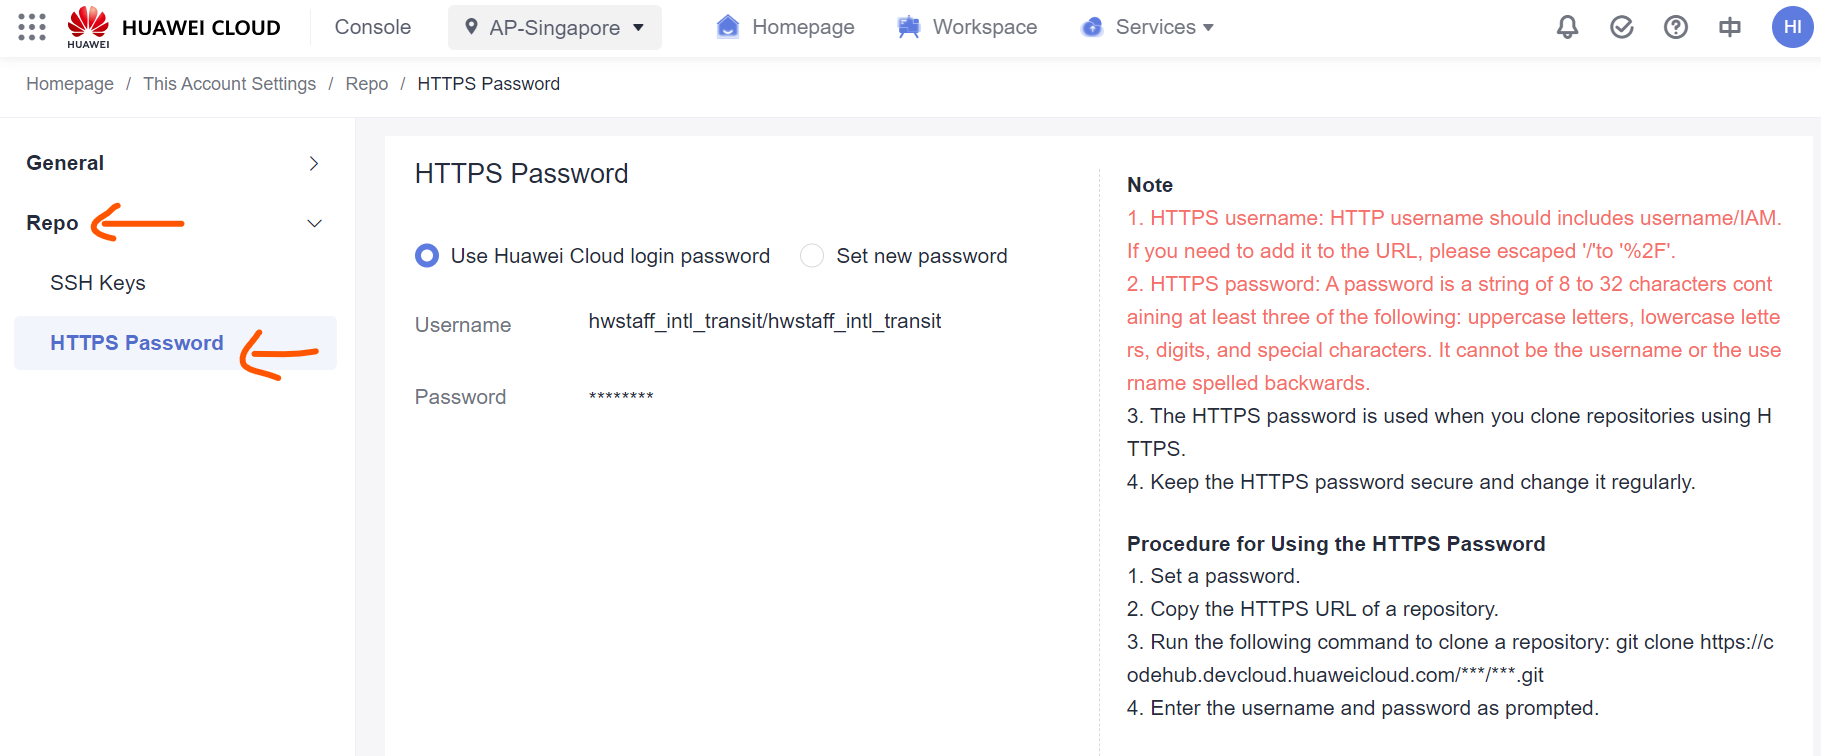 HUAWEI
HUAWEI CLOUD
Console
AP-Singapore
Homepage
Workspace
Services
HI
Homepage / This Account Settings / Repo / HTTPS Password
General
Repo
SSH Keys
HTTPS Password
HTTPS Password
Use Huawei Cloud login password
Set new password
Username hwstaff_intl_transit/hwstaff_intl_transit
Password ********
Note
1. HTTPS username: HTTP username should includes username/IAM.
If you need to add it to the URL, please escaped '/'to '%2F'.
2. HTTPS password: A password is a string of 8 to 32 characters cont
aining at least three of the following: uppercase letters, lowercase lette
rs, digits, and special characters. It cannot be the username or the use
rname spelled backwards.
3. The HTTPS password is used when you clone repositories using H
TTPS.
4. Keep the HTTPS password secure and change it regularly.
Procedure for Using the HTTPS Password
1. Set a password.
2. Copy the HTTPS URL of a repository.
3. Run the following command to clone a repository: git clone https://c
odehub.devcloud.huaweicloud.com/***/***.git
4. Enter the username and password as prompted.